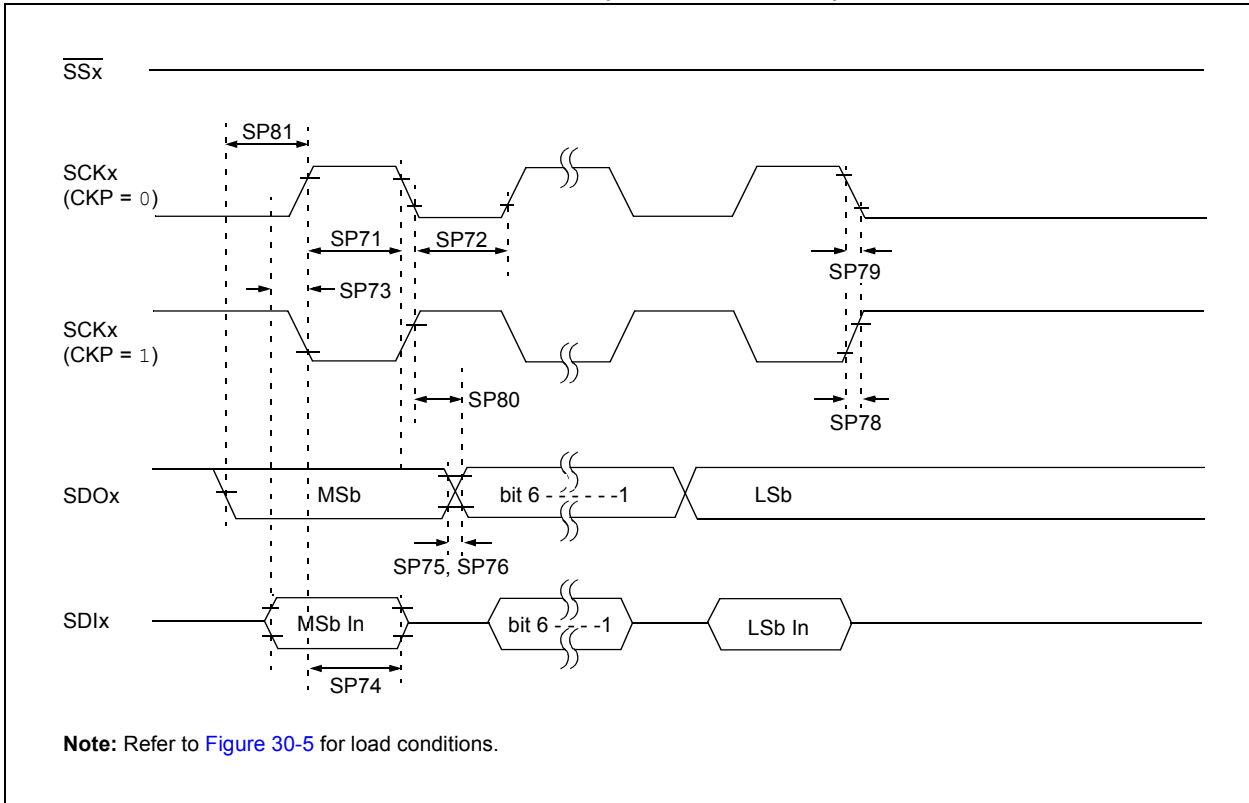 SSx
SP81
SCKx
(CKP = 0)
SP71
SP72
SP79
SP73
SCKx
(CKP = 1)
SP80
SP78
SDOx
MSb
bit 6 - - - - - -1
LSb
SP75, SP76
SDIx
MSb In
bit 6 - - - -1
LSb In
SP74
Note: Refer to Figure 30-5 for load conditions.